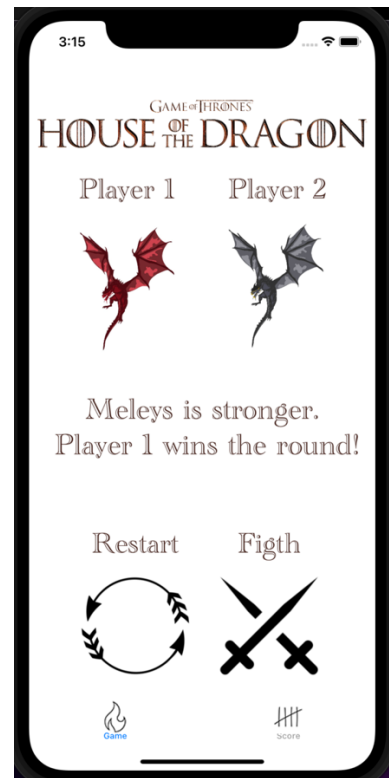 3:15
GAME OF THRONES
HOUSE OF THE DRAGON
Player 1 Player 2
Meleys is stronger.
Player 1 wins the round!
Restart Figth
Game Score